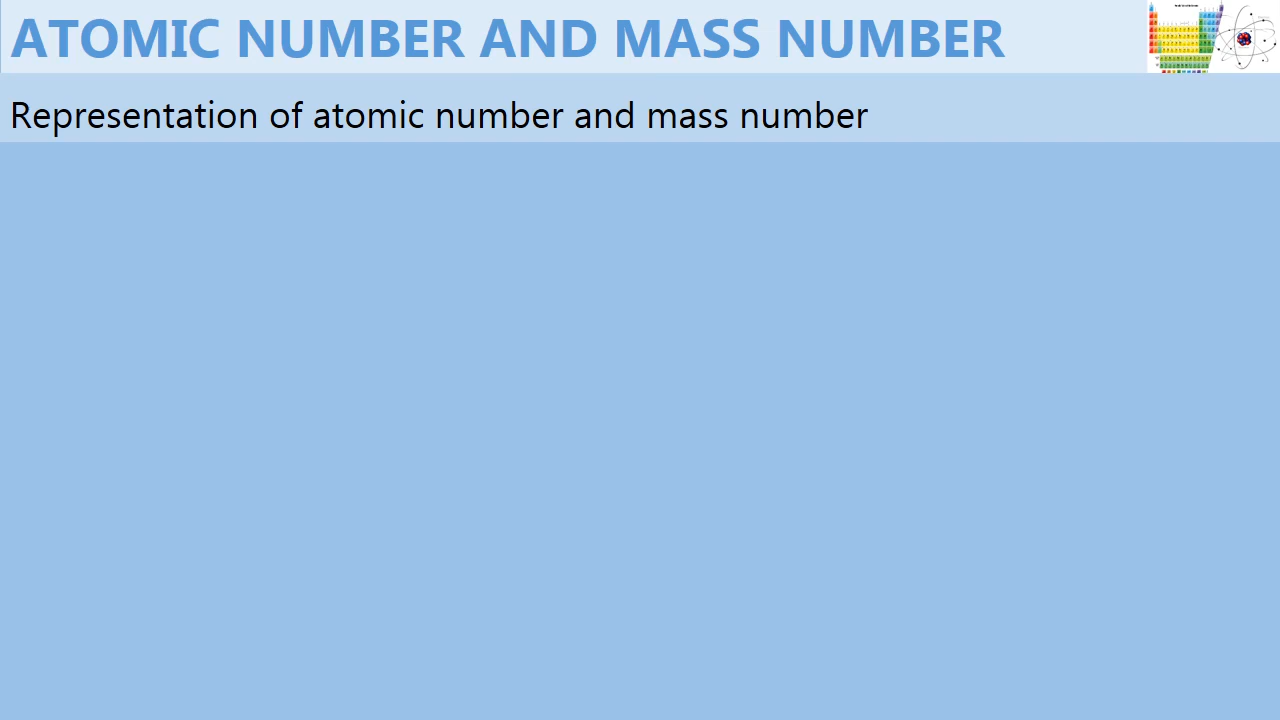 ATOMIC NUMBER AND MASS NUMBER
Representation of atomic number and mass number